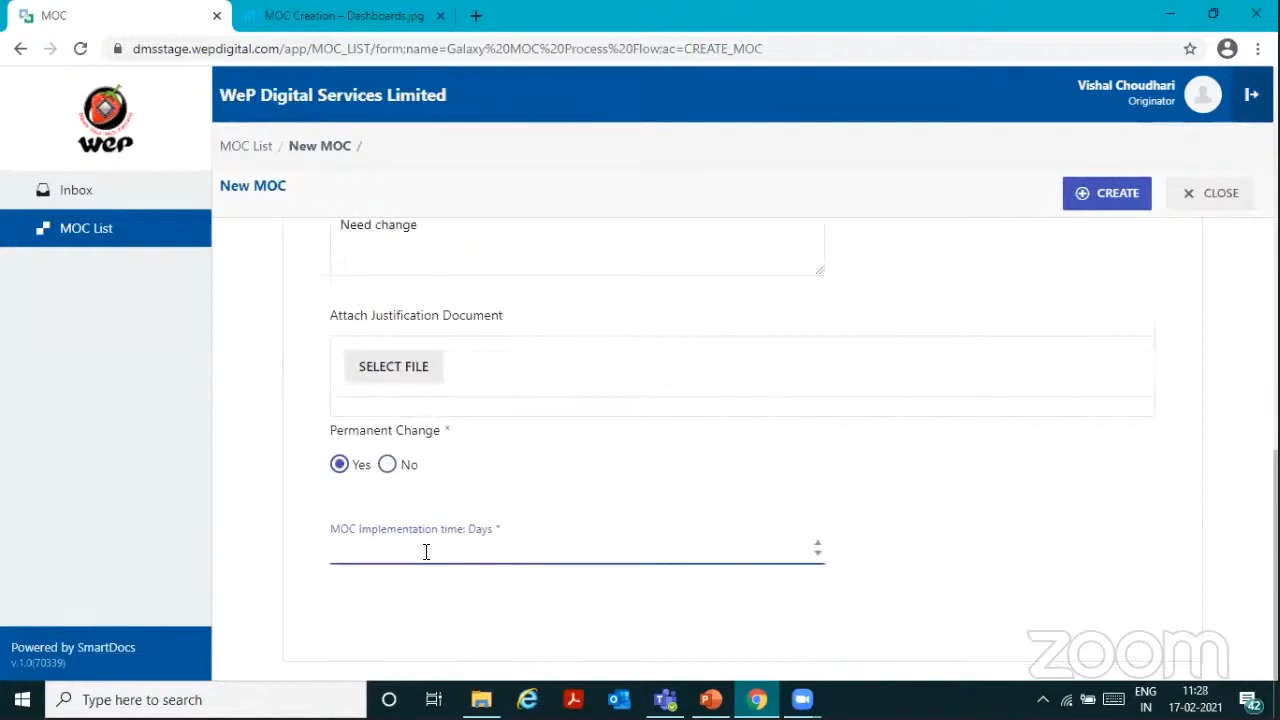 MOC
MOC Creation – Dashboards.jpg
dmsstage.wepdigital.com/app/MOC_LIST/form;name=Galaxy%20MOC%20Process%20Flow;ac=CREATE_MOC
WeP
WeP Digital Services Limited
Vishal Choudhari
Originator
MOC List / New MOC /
Inbox
MOC List
New MOC
CREATE
CLOSE
Need change
Attach Justification Document
SELECT FILE
Permanent Change *
Yes No
MOC Implementation time: Days *
Powered by SmartDocs
v.1.0(70339)
zoom
Type here to search
ENG
IN
11:28
17-02-2021
42